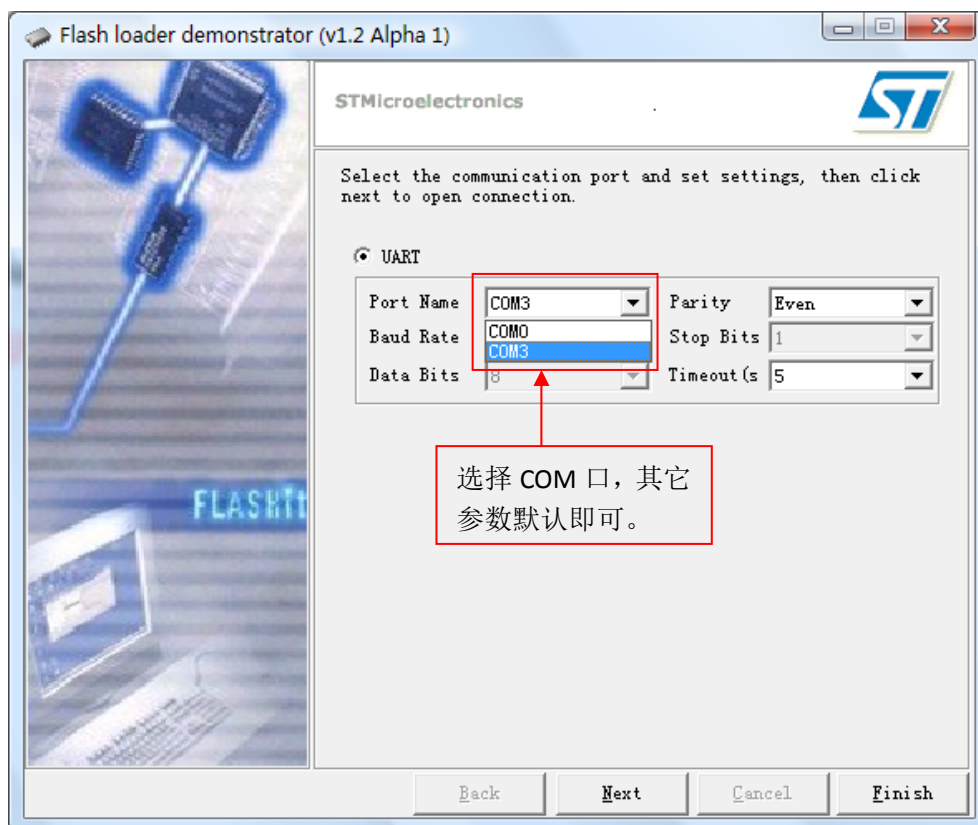 Flash loader demonstrator (v1.2 Alpha 1)
STMicroelectronics
ST
Select the communication port and set settings, then click
next to open connection.
UART
Port Name COM3 Parity Even
Baud Rate COM0 Stop Bits 1
COM3
Data Bits 8 Timeout(s 5
选择 COM 口，其它
参数默认即可。
FLASHit
Back Next Cancel Finish